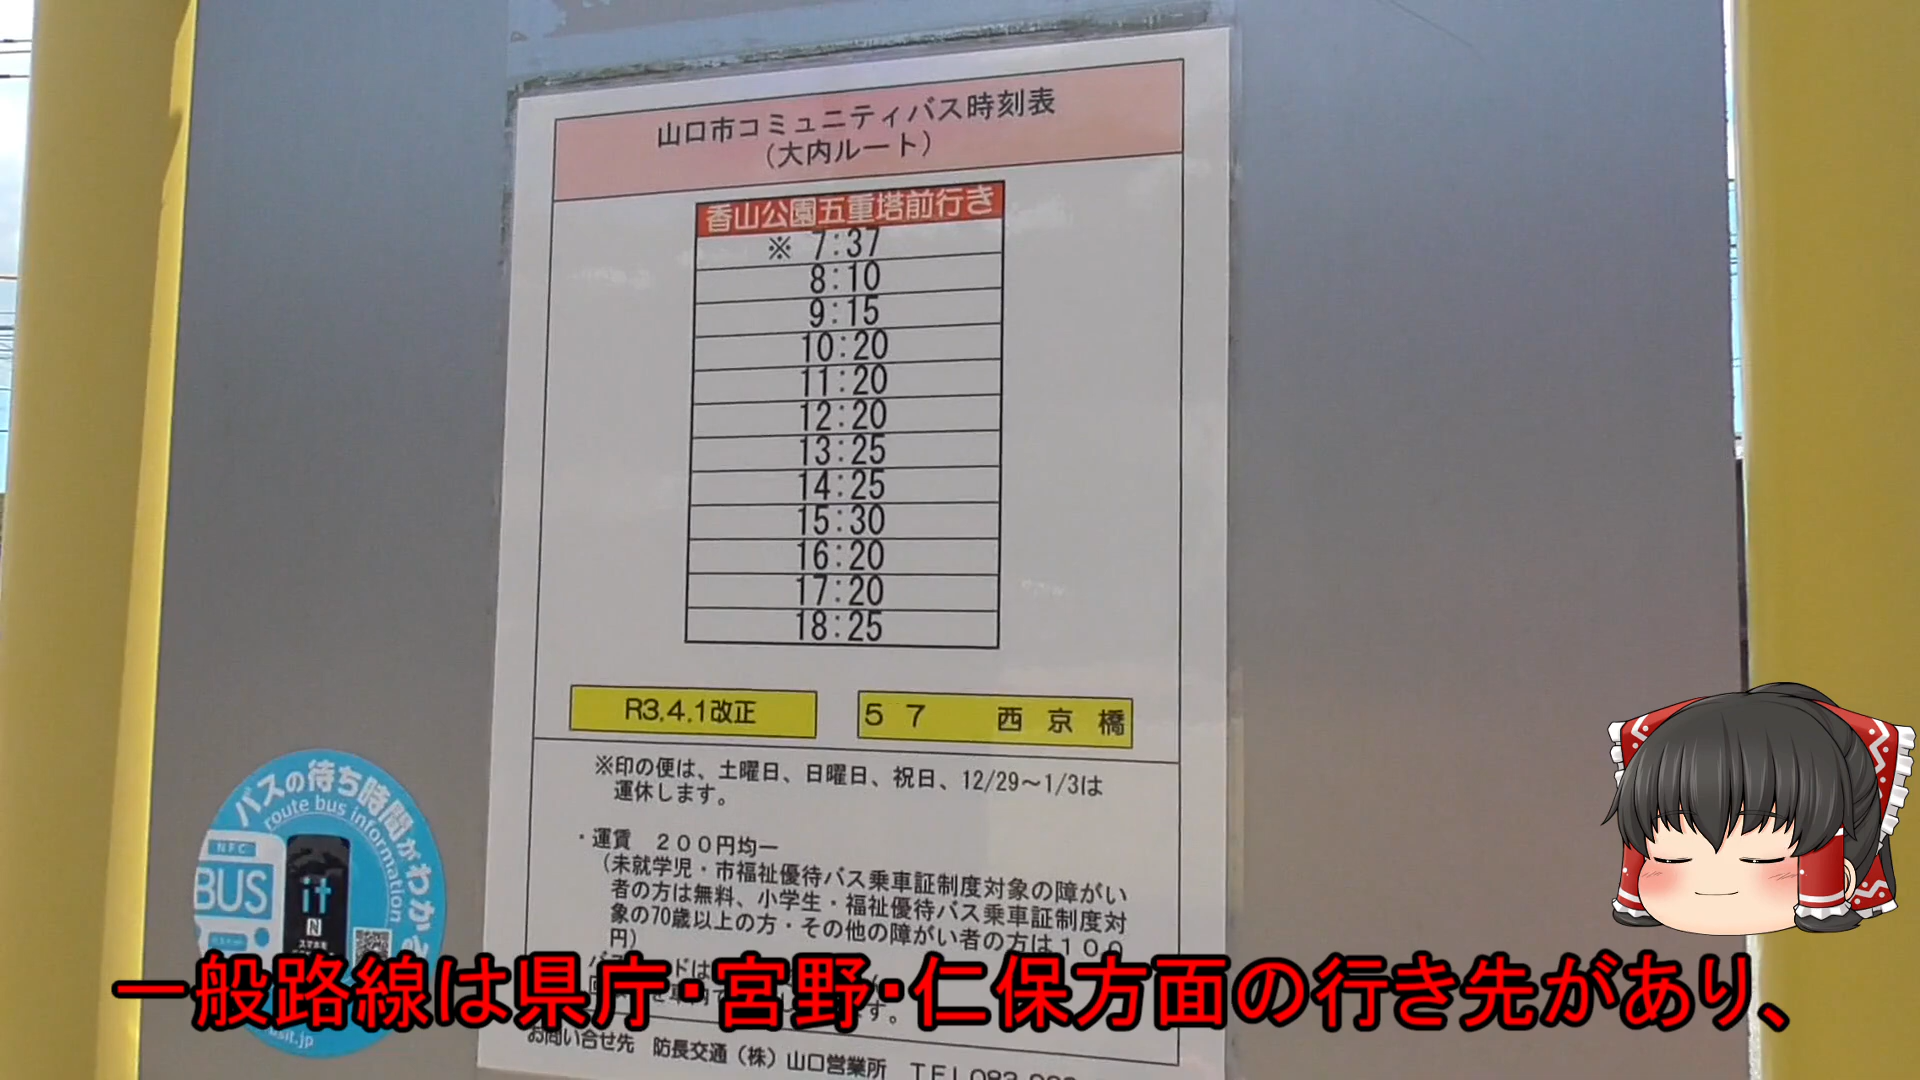 山口市コミュニティバス時刻表
（大内ルート）
香山公園五重塔前行き
※ 7:37
8:10
9:15
10:20
11:20
12:20
13:25
14:25
15:30
16:20
17:20
18:25
R3.4.1改正
57 西京橋
※印の便は、土曜日、日曜日、祝日、12/29～1/3は
運休します。
・運賃 200円均一
（未就学児・市福祉優待バス乗車証制度対象の障がい
者の方は無料、小学生・福祉優待バス乗車証制度対
象の70歳以上の方・その他の障がい者の方は100
円）
お問い合せ先 防長交通（株）山口営業所 TEL083
バスの待ち時間がわかる
route bus information
NFC
BUS
it
一般路線は県庁・宮野・仁保方面の行き先があり、